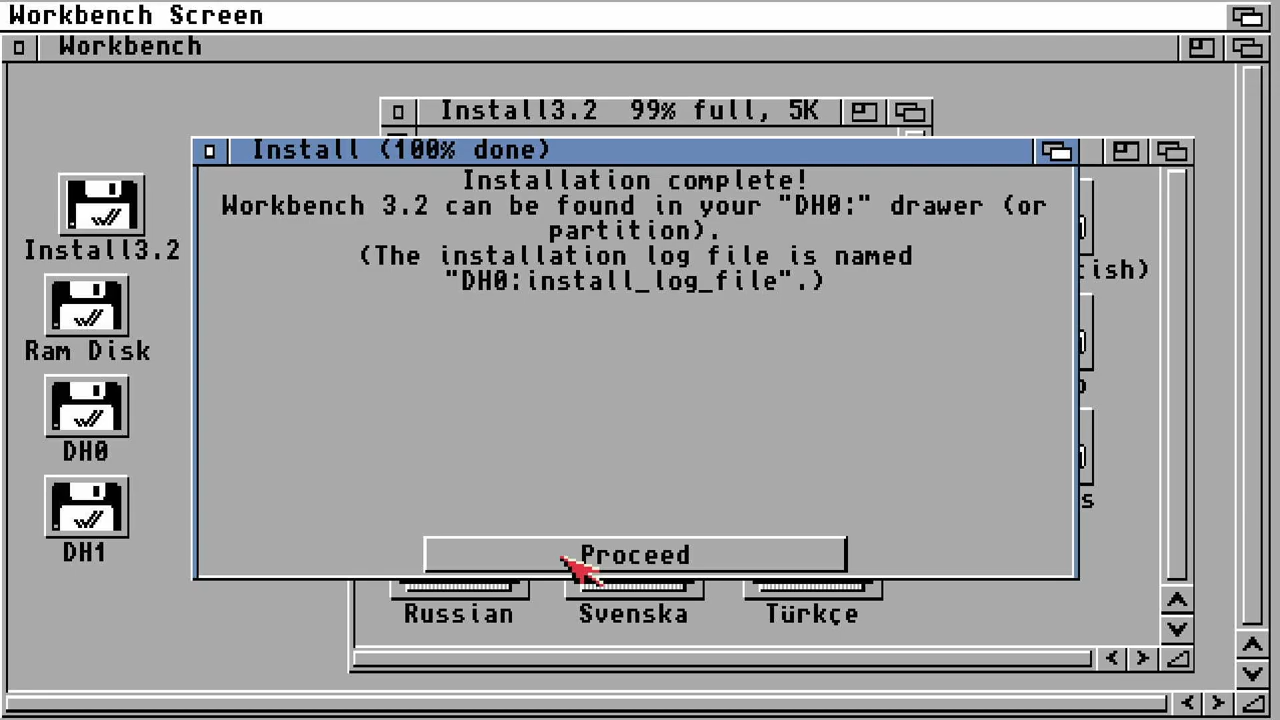 Workbench Screen
Workbench
Install3.2 99% full, 5K
Install (100% done)
Installation complete!
Workbench 3.2 can be found in your "DH0:" drawer (or
partition).
(The installation log file is named
"DH0:install_log_file".)
Install3.2
Ram Disk
DH0
DH1
Proceed
Russian
Svenska
Türkçe